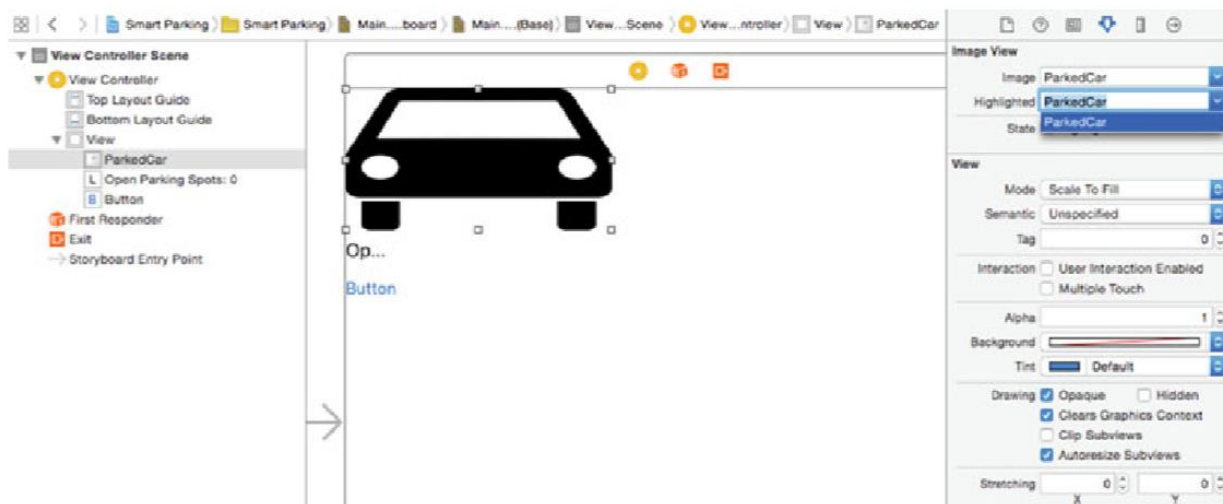 Smart Parking Smart Parking Main....board Main....(Base) View...Scene View...ntroller View ParkedCar
View Controller Scene
View Controller
Top Layout Guide
Bottom Layout Guide
View
ParkedCar
L Open Parking Spots: 0
B Button
First Responder
Exit
Storyboard Entry Point
Op...
Button
Image View
Image ParkedCar
Highlighted ParkedCar
ParkedCar
State
View
Mode Scale To Fill
Semantic Unspecified
Tag 0
Interaction User Interaction Enabled
Multiple Touch
Alpha 1
Background
Tint Default
Drawing Opaque Hidden
Clears Graphics Context
Clip Subviews
Autoresize Subviews
Stretching 0 0
X Y